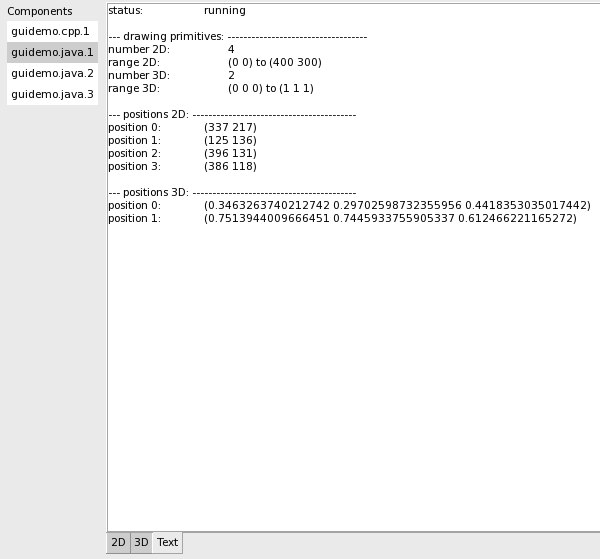 Components
guidemo.cpp.1
guidemo.java.1
guidemo.java.2
guidemo.java.3
status: running
--- drawing primitives: -----------------------------------
number 2D: 4
range 2D: (0 0) to (400 300)
number 3D: 2
range 3D: (0 0 0) to (1 1 1)
--- positions 2D: -----------------------------------------
position 0: (337 217)
position 1: (125 136)
position 2: (396 131)
position 3: (386 118)
--- positions 3D: -----------------------------------------
position 0: (0.3463263740212742 0.29702598732355956 0.4418353035017442)
position 1: (0.7513944009666451 0.7445933755905337 0.612466221165272)
2D 3D Text